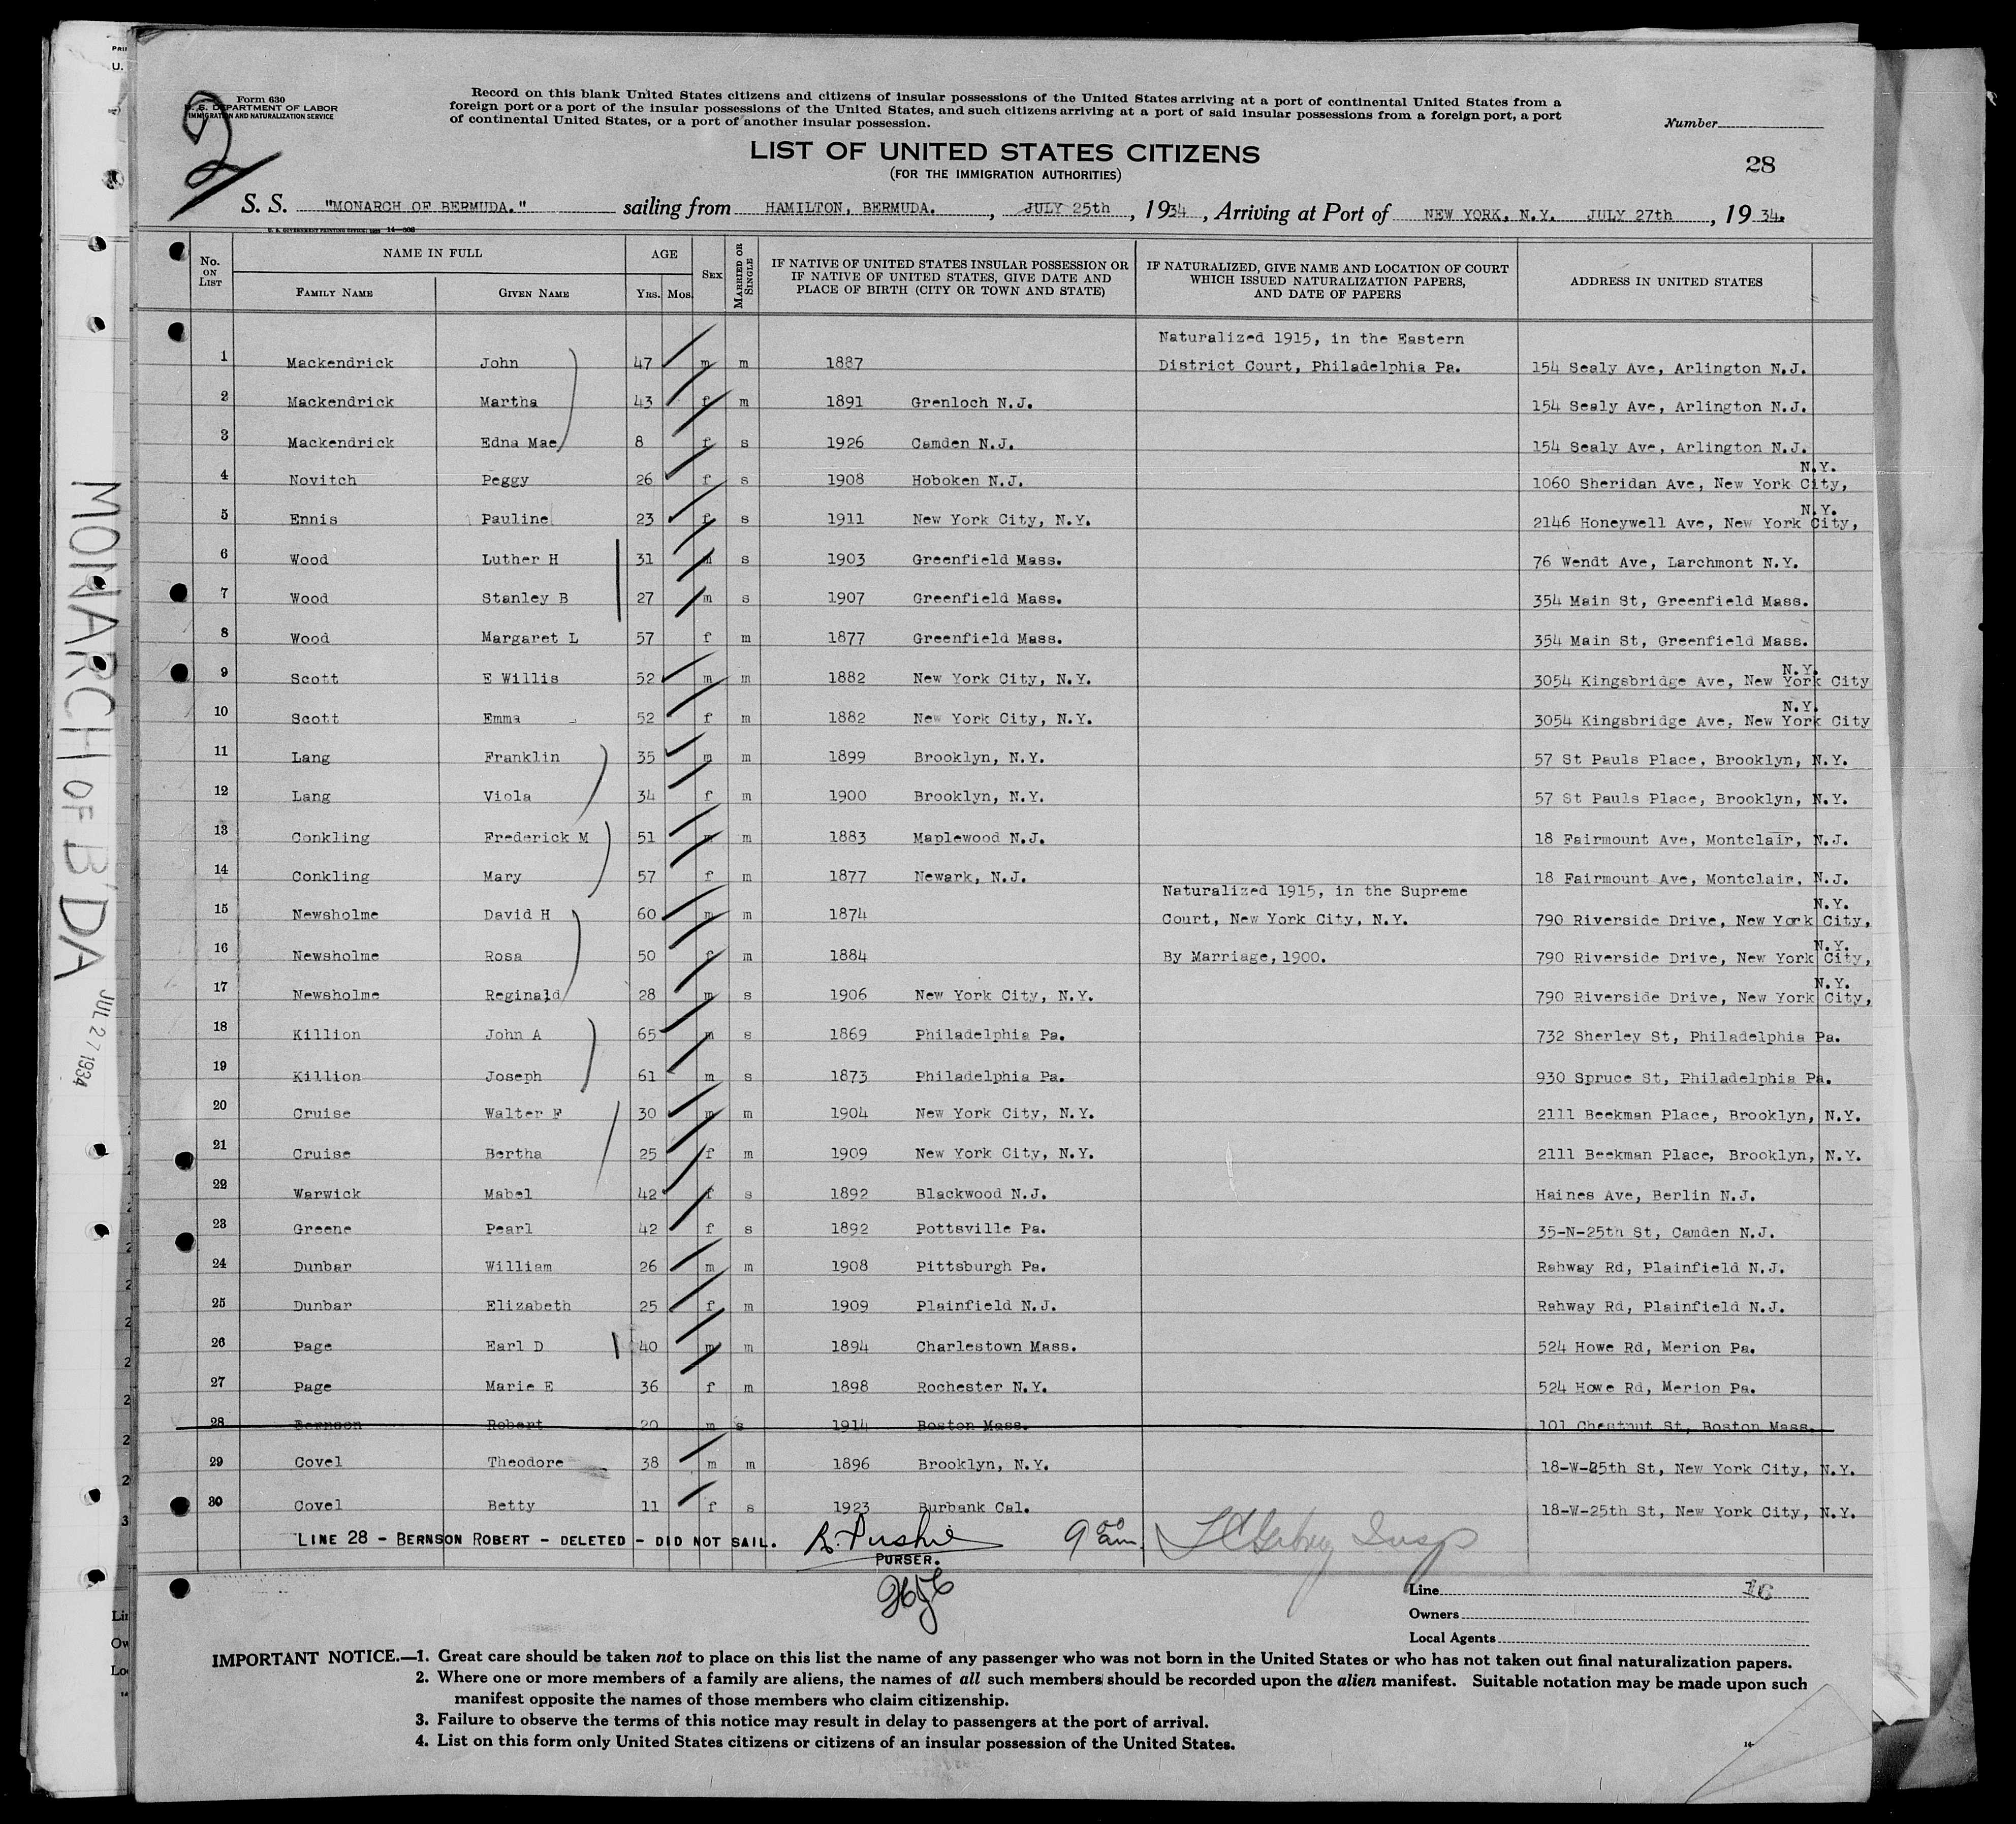 Form 630
U. S. DEPARTMENT OF LABOR
IMMIGRATION AND NATURALIZATION SERVICE
2
Record on this blank United States citizens and citizens of insular possessions of the United States arriving at a port of continental United States from a
foreign port or a port of the insular possessions of the United States, and such citizens arriving at a port of said insular possessions from a foreign port, a port
of continental United States, or a port of another insular possession.
Number
LIST OF UNITED STATES CITIZENS
(FOR THE IMMIGRATION AUTHORITIES)
28
S. S. "MONARCH OF BERMUDA." sailing from HAMILTON, BERMUDA. , JULY 25th , 1934 , Arriving at Port of NEW YORK, N.Y. JULY 27th , 1934.
U. S. GOVERNMENT PRINTING OFFICE: 14-508
No. ON LIST
NAME IN FULL
FAMILY NAME GIVEN NAME
AGE
YRS. MOS.
SEX
MARRIED OR SINGLE
IF NATIVE OF UNITED STATES INSULAR POSSESSION OR
IF NATIVE OF UNITED STATES, GIVE DATE AND
PLACE OF BIRTH (CITY OR TOWN AND STATE)
IF NATURALIZED, GIVE NAME AND LOCATION OF COURT
WHICH ISSUED NATURALIZATION PAPERS,
AND DATE OF PAPERS
ADDRESS IN UNITED STATES
Naturalized 1915, in the Eastern
1 Mackendrick John 47 m m 1887 District Court, Philadelphia Pa. 154 Sealy Ave, Arlington N.J.
2 Mackendrick Martha 43 f m 1891 Grenloch N.J. 154 Sealy Ave, Arlington N.J.
3 Mackendrick Edna Mae 8 f s 1926 Camden N.J. 154 Sealy Ave, Arlington N.J.
N.Y.
4 Novitch Peggy 26 f s 1908 Hoboken N.J. 1060 Sheridan Ave, New York City,
N.Y.
5 Ennis Pauline 23 f s 1911 New York City, N.Y. 2146 Honeywell Ave, New York City,
6 Wood Luther H 31 m s 1903 Greenfield Mass. 76 Wendt Ave, Larchmont N.Y.
7 Wood Stanley B 27 m s 1907 Greenfield Mass. 354 Main St, Greenfield Mass.
8 Wood Margaret L 57 f m 1877 Greenfield Mass. 354 Main St, Greenfield Mass.
N.Y.
9 Scott E Willis 52 m m 1882 New York City, N.Y. 3054 Kingsbridge Ave, New York City
N.Y.
10 Scott Emma 52 f m 1882 New York City, N.Y. 3054 Kingsbridge Ave, New York City
11 Lang Franklin 35 m m 1899 Brooklyn, N.Y. 57 St Pauls Place, Brooklyn, N.Y.
12 Lang Viola 34 f m 1900 Brooklyn, N.Y. 57 St Pauls Place, Brooklyn, N.Y.
13 Conkling Frederick M 51 m m 1883 Maplewood N.J. 18 Fairmount Ave, Montclair, N.J.
14 Conkling Mary 57 f m 1877 Newark, N.J. 18 Fairmount Ave, Montclair, N.J.
Naturalized 1915, in the Supreme
N.Y.
15 Newsholme David H 60 m m 1874 Court, New York City, N.Y. 790 Riverside Drive, New York City,
N.Y.
16 Newsholme Rosa 50 f m 1884 By Marriage, 1900. 790 Riverside Drive, New York City,
N.Y.
17 Newsholme Reginald 28 m s 1906 New York City, N.Y. 790 Riverside Drive, New York City,
18 Killion John A 65 m s 1869 Philadelphia Pa. 732 Sherley St, Philadelphia Pa.
19 Killion Joseph 61 m s 1873 Philadelphia Pa. 930 Spruce St, Philadelphia Pa.
20 Cruise Walter F 30 m m 1904 New York City, N.Y. 2111 Beekman Place, Brooklyn, N.Y.
21 Cruise Bertha 25 f m 1909 New York City, N.Y. 2111 Beekman Place, Brooklyn, N.Y.
22 Warwick Mabel 42 f s 1892 Blackwood N.J. Haines Ave, Berlin N.J.
23 Greene Pearl 42 f s 1892 Pottsville Pa. 35-N-25th St, Camden N.J.
24 Dunbar William 26 m m 1908 Pittsburgh Pa. Rahway Rd, Plainfield N.J.
25 Dunbar Elizabeth 25 f m 1909 Plainfield N.J. Rahway Rd, Plainfield N.J.
26 Page Earl D 40 m m 1894 Charlestown Mass. 524 Howe Rd, Merion Pa.
27 Page Marie E 36 f m 1898 Rochester N.Y. 524 Howe Rd, Merion Pa.
28 Bernson Robert 20 m s 1914 Boston Mass. 101 Chestnut St, Boston Mass.
29 Covel Theodore 38 m m 1896 Brooklyn, N.Y. 18-W-25th St, New York City, N.Y.
30 Covel Betty 11 f s 1923 Burbank Cal. 18-W-25th St, New York City, N.Y.
LINE 28 - BERNSON ROBERT - DELETED - DID NOT SAIL.
PURSER.
9 00 am.
Insp
Line 16
Owners
Local Agents
IMPORTANT NOTICE.—1. Great care should be taken not to place on this list the name of any passenger who was not born in the United States or who has not taken out final naturalization papers.
2. Where one or more members of a family are aliens, the names of all such members should be recorded upon the alien manifest. Suitable notation may be made upon such
manifest opposite the names of those members who claim citizenship.
3. Failure to observe the terms of this notice may result in delay to passengers at the port of arrival.
4. List on this form only United States citizens or citizens of an insular possession of the United States.
14-
MONARCH OF B'DA
JUL 27 1934